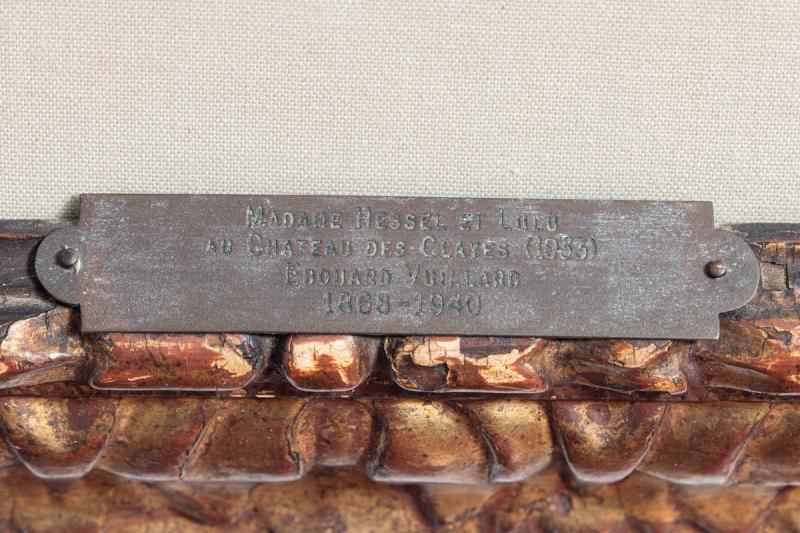 MADAME HESSEL ET LULU
AU CHATEAU DES CLAYES (1933)
EDOUARD VUILLARD
1868-1940